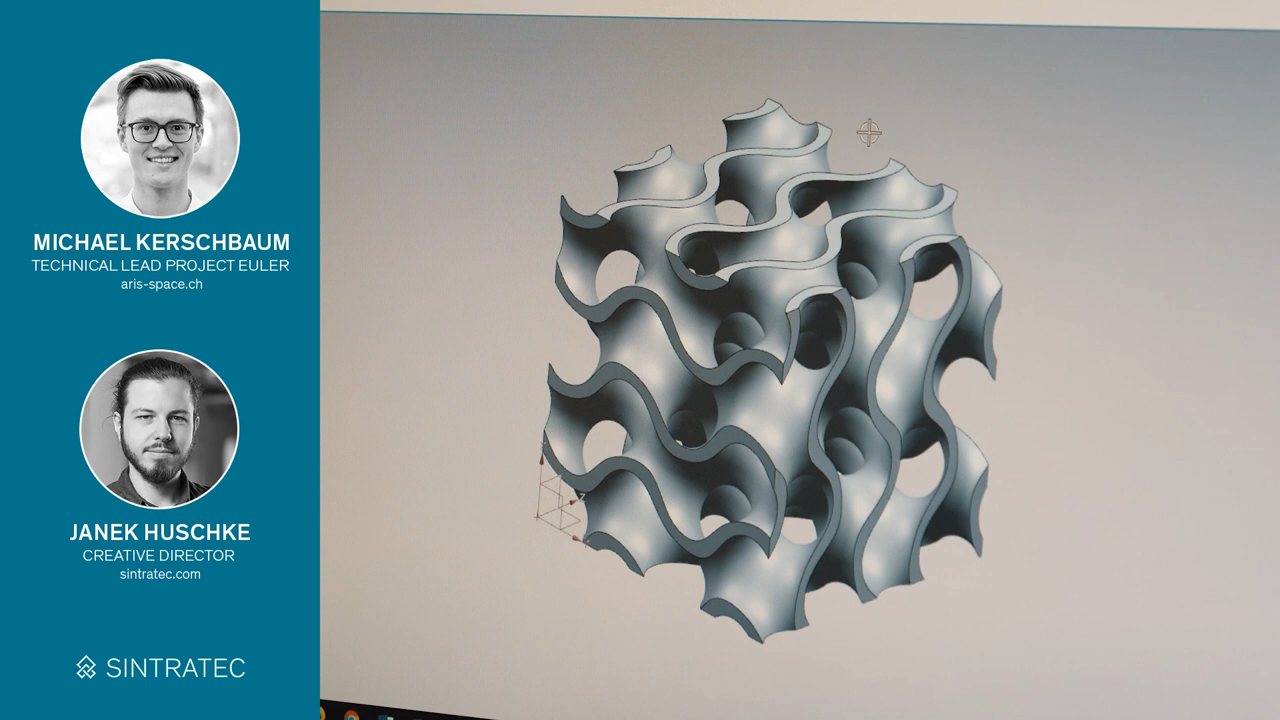 MICHAEL KERSCHBAUM
TECHNICAL LEAD PROJECT EULER
aris-space.ch
JANEK HUSCHKE
CREATIVE DIRECTOR
sintratec.com
SINTRATEC